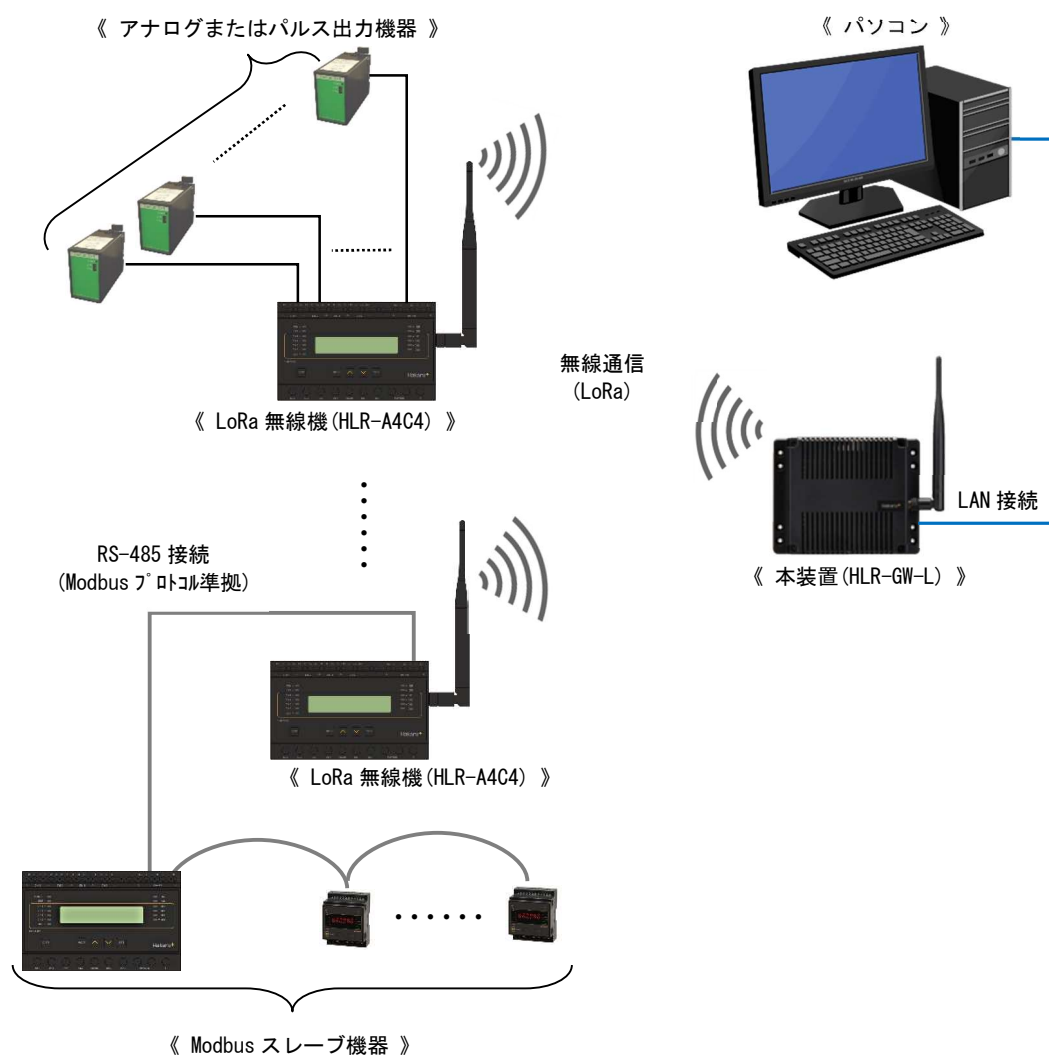 《 アナログまたはパルス出力機器 》
《 パソコン 》
無線通信
(LoRa)
《 LoRa 無線機(HLR-A4C4) 》
LAN 接続
RS-485 接続
(Modbus ﾌﾟﾛﾄｺﾙ準拠)
《 本装置(HLR-GW-L) 》
《 LoRa 無線機(HLR-A4C4) 》
《 Modbus スレーブ機器 》